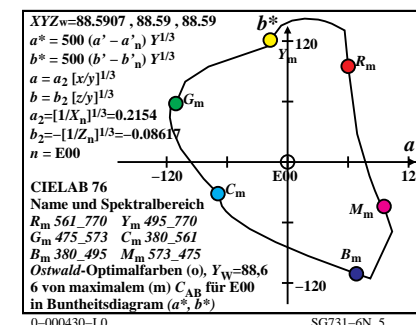 XYZw=88.5907 , 88.59 , 88.59
b*
a* = 500 (a' – a'n) Y1/3
b* = 500 (b' – b'n) Y1/3
a = a2 [x/y]1/3
b = b2 [z/y]1/3
a2=[1/Xn]1/3=0.2154
b2=–[1/Zn]1/3=–0.08617
n = E00
Ym
120
Rm
Gm
a
–120
E00
12
CIELAB 76
Name und Spektralbereich
Rm 561_770 Ym 495_770
Gm 475_573 Cm 380_561
Bm 380_495 Mm 573_475
Ostwald-Optimalfarben (o), YW=88,6
6 von maximalem (m) CAB für E00
in Buntheitsdiagram (a*, b*)
Cm
Mm
Bm
–120
0–000430–L0
SG731–6N_5